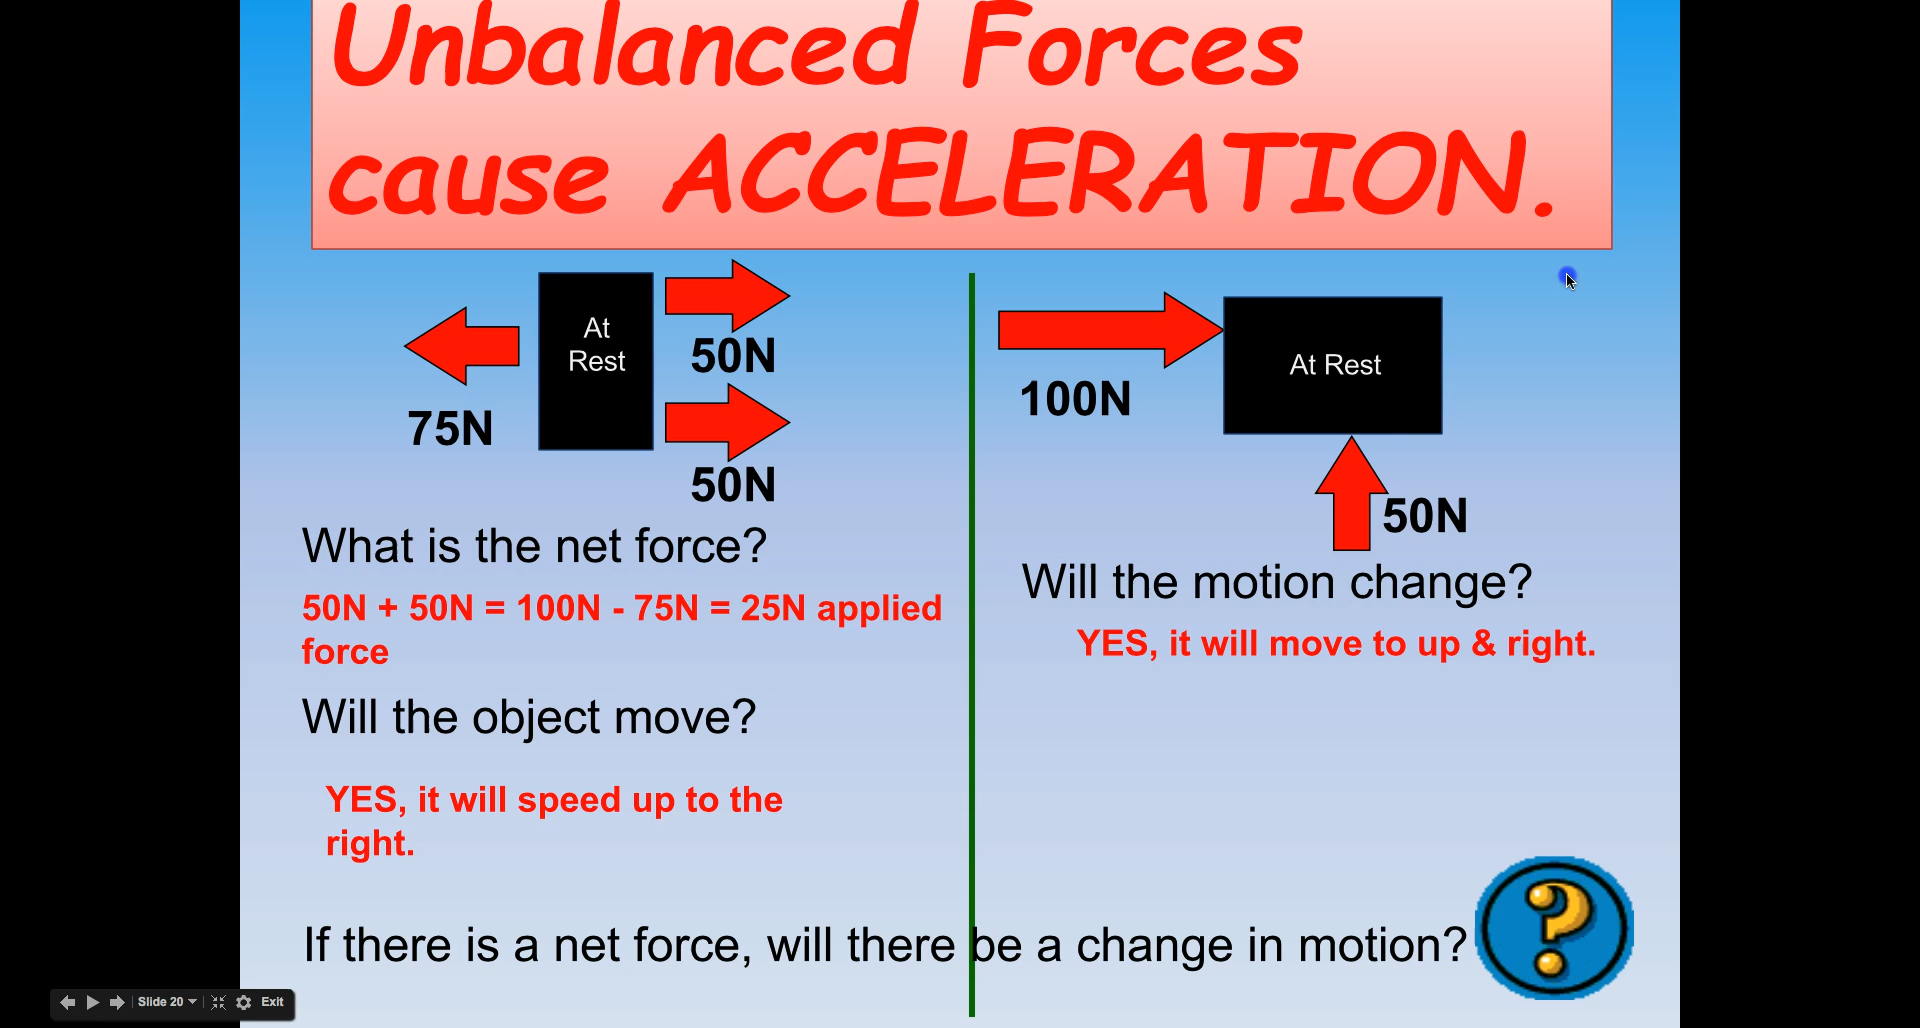 Unbalanced Forces
cause ACCELERATION.
At
Rest
50N
75N
50N
What is the net force?
50N + 50N = 100N - 75N = 25N applied
force
Will the object move?
YES, it will speed up to the
right.
100N
At Rest
50N
Will the motion change?
YES, it will move to up & right.
If there is a net force, will there be a change in motion?
?
Slide 20
Exit